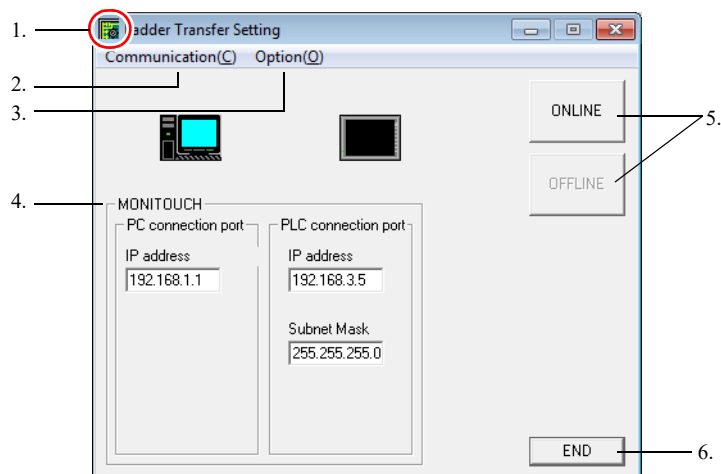 1.
Ladder Transfer Setting
2.
Communication(C) Option(O)
3.
ONLINE
5.
OFFLINE
4.
MONITOUCH
PC connection port
PLC connection port
IP address
192.168.1.1
IP address
192.168.3.5
Subnet Mask
255.255.255.0
END
6.